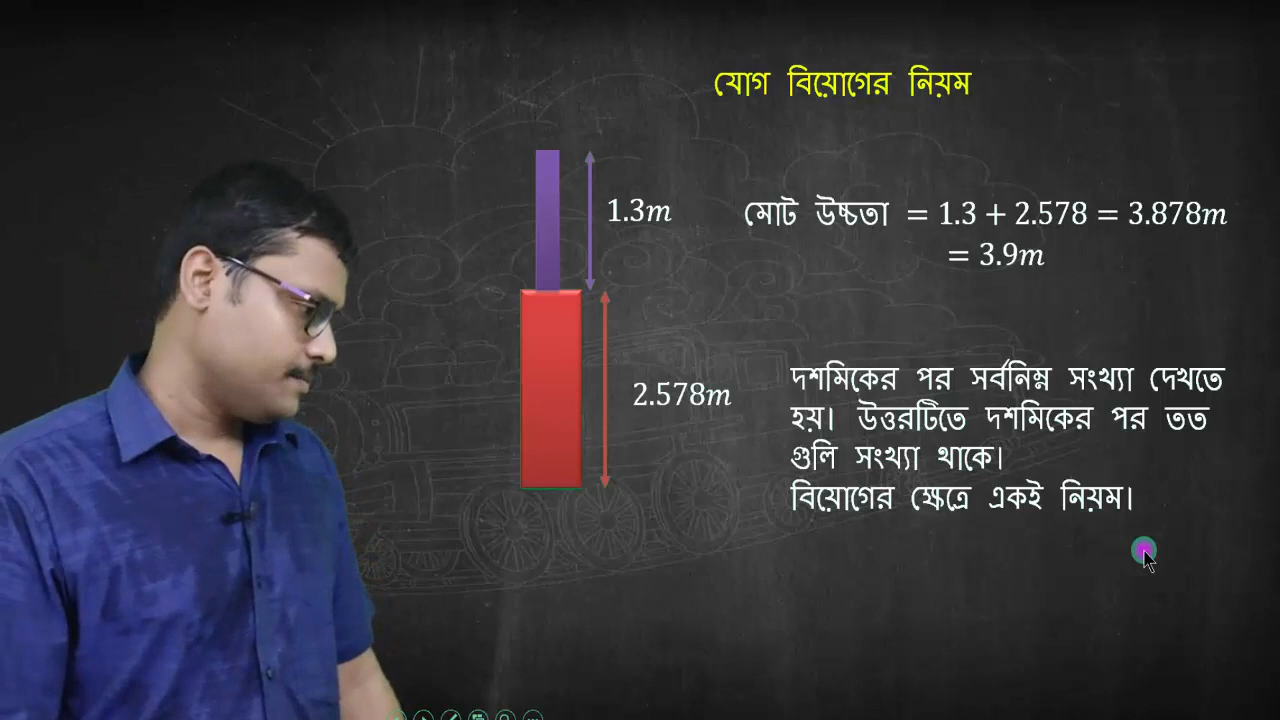 যোগ বিয়োগের নিয়ম
1.3m
মোট উচ্চতা = 1.3 + 2.578 = 3.878m
= 3.9m
2.578m
দশমিকের পর সর্বনিম্ন সংখ্যা দেখতে
হয়। উত্তরটিতে দশমিকের পর তত
গুলি সংখ্যা থাকে।
বিয়োগের ক্ষেত্রে একই নিয়ম।